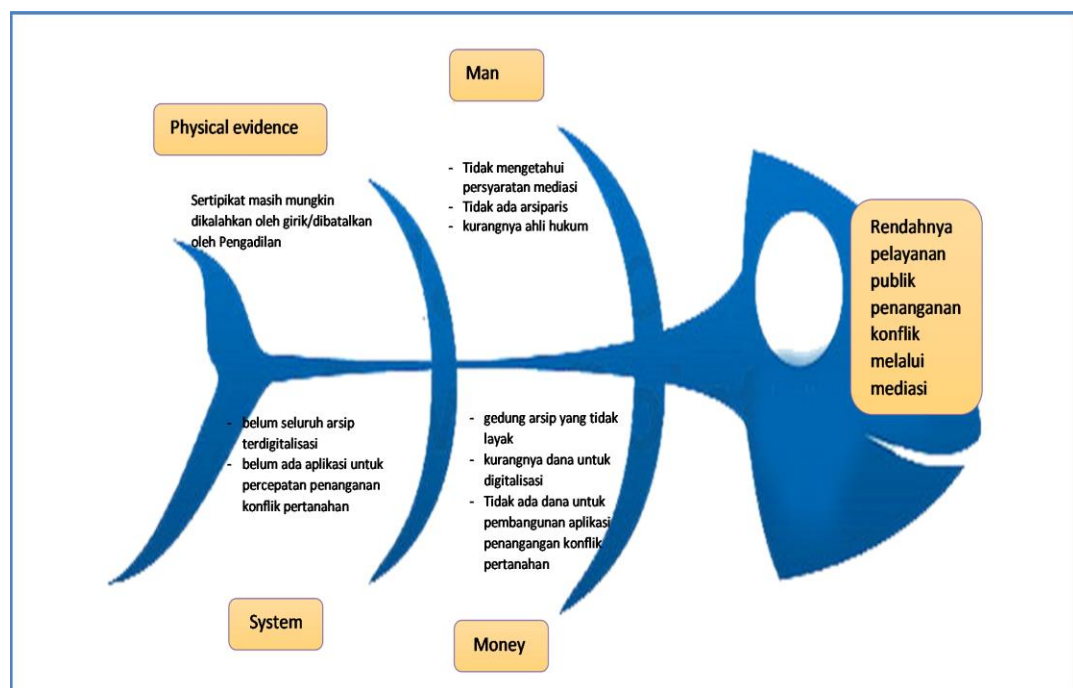 Man
Physical evidence
- Tidak mengetahui
persyaratan mediasi
- Tidak ada arsiparis
- kurangnya ahli hukum
Sertipikat masih mungkin
dikalahkan oleh girik/dibatalkan
oleh Pengadilan
Rendahnya
pelayanan
publik
penanganan
konflik
melalui
mediasi
- belum seluruh arsip
terdigitalisasi
- belum ada aplikasi untuk
percepatan penanganan
konflik pertanahan
- gedung arsip yang tidak
layak
- kurangnya dana untuk
digitalisasi
- Tidak ada dana untuk
pembangunan aplikasi
penangangan konflik
pertanahan
System
Money